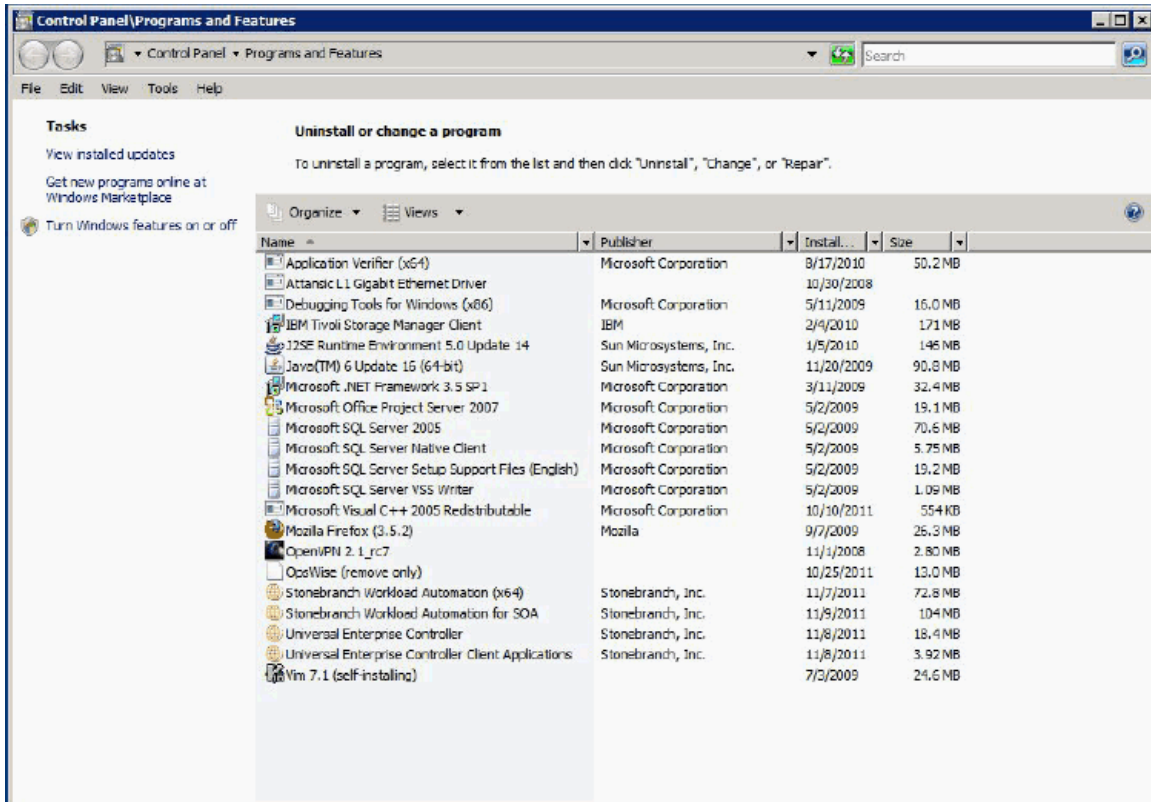 Control Panel\Programs and Features
Control Panel Programs and Features
Search
File Edit View Tools Help
Tasks
View installed updates
Get new programs online at
Windows Marketplace
Turn Windows features on or off
Uninstall or change a program
To uninstall a program, select it from the list and then click "Uninstall", "Change", or "Repair".
Organize Views
Name Publisher Install... Size
Application Verifier (x64) Microsoft Corporation 8/17/2010 50.2 MB
Attansic L1 Gigabit Ethernet Driver 10/30/2008
Debugging Tools for Windows (x86) Microsoft Corporation 5/11/2009 16.0 MB
IBM Tivoli Storage Manager Client IBM 2/4/2010 171 MB
J2SE Runtime Environment 5.0 Update 14 Sun Microsystems, Inc. 1/5/2010 146 MB
Java(TM) 6 Update 16 (64-bit) Sun Microsystems, Inc. 11/20/2009 90.8 MB
Microsoft .NET Framework 3.5 SP1 Microsoft Corporation 3/11/2009 32.4 MB
Microsoft Office Project Server 2007 Microsoft Corporation 5/2/2009 19.1 MB
Microsoft SQL Server 2005 Microsoft Corporation 5/2/2009 70.6 MB
Microsoft SQL Server Native Client Microsoft Corporation 5/2/2009 5.75 MB
Microsoft SQL Server Setup Support Files (English) Microsoft Corporation 5/2/2009 19.2 MB
Microsoft SQL Server VSS Writer Microsoft Corporation 5/2/2009 1.09 MB
Microsoft Visual C++ 2005 Redistributable Microsoft Corporation 10/10/2011 554 KB
Mozilla Firefox (3.5.2) Mozilla 9/7/2009 26.3 MB
OpenVPN 2.1_rc7 11/1/2008 2.80 MB
OpsWise (remove only) 10/25/2011 13.0 MB
Stonebranch Workload Automation (x64) Stonebranch, Inc. 11/7/2011 72.8 MB
Stonebranch Workload Automation for SOA Stonebranch, Inc. 11/9/2011 104 MB
Universal Enterprise Controller Stonebranch, Inc. 11/8/2011 18.4 MB
Universal Enterprise Controller Client Applications Stonebranch, Inc. 11/8/2011 3.92 MB
Vim 7.1 (self-installing) 7/3/2009 24.6 MB